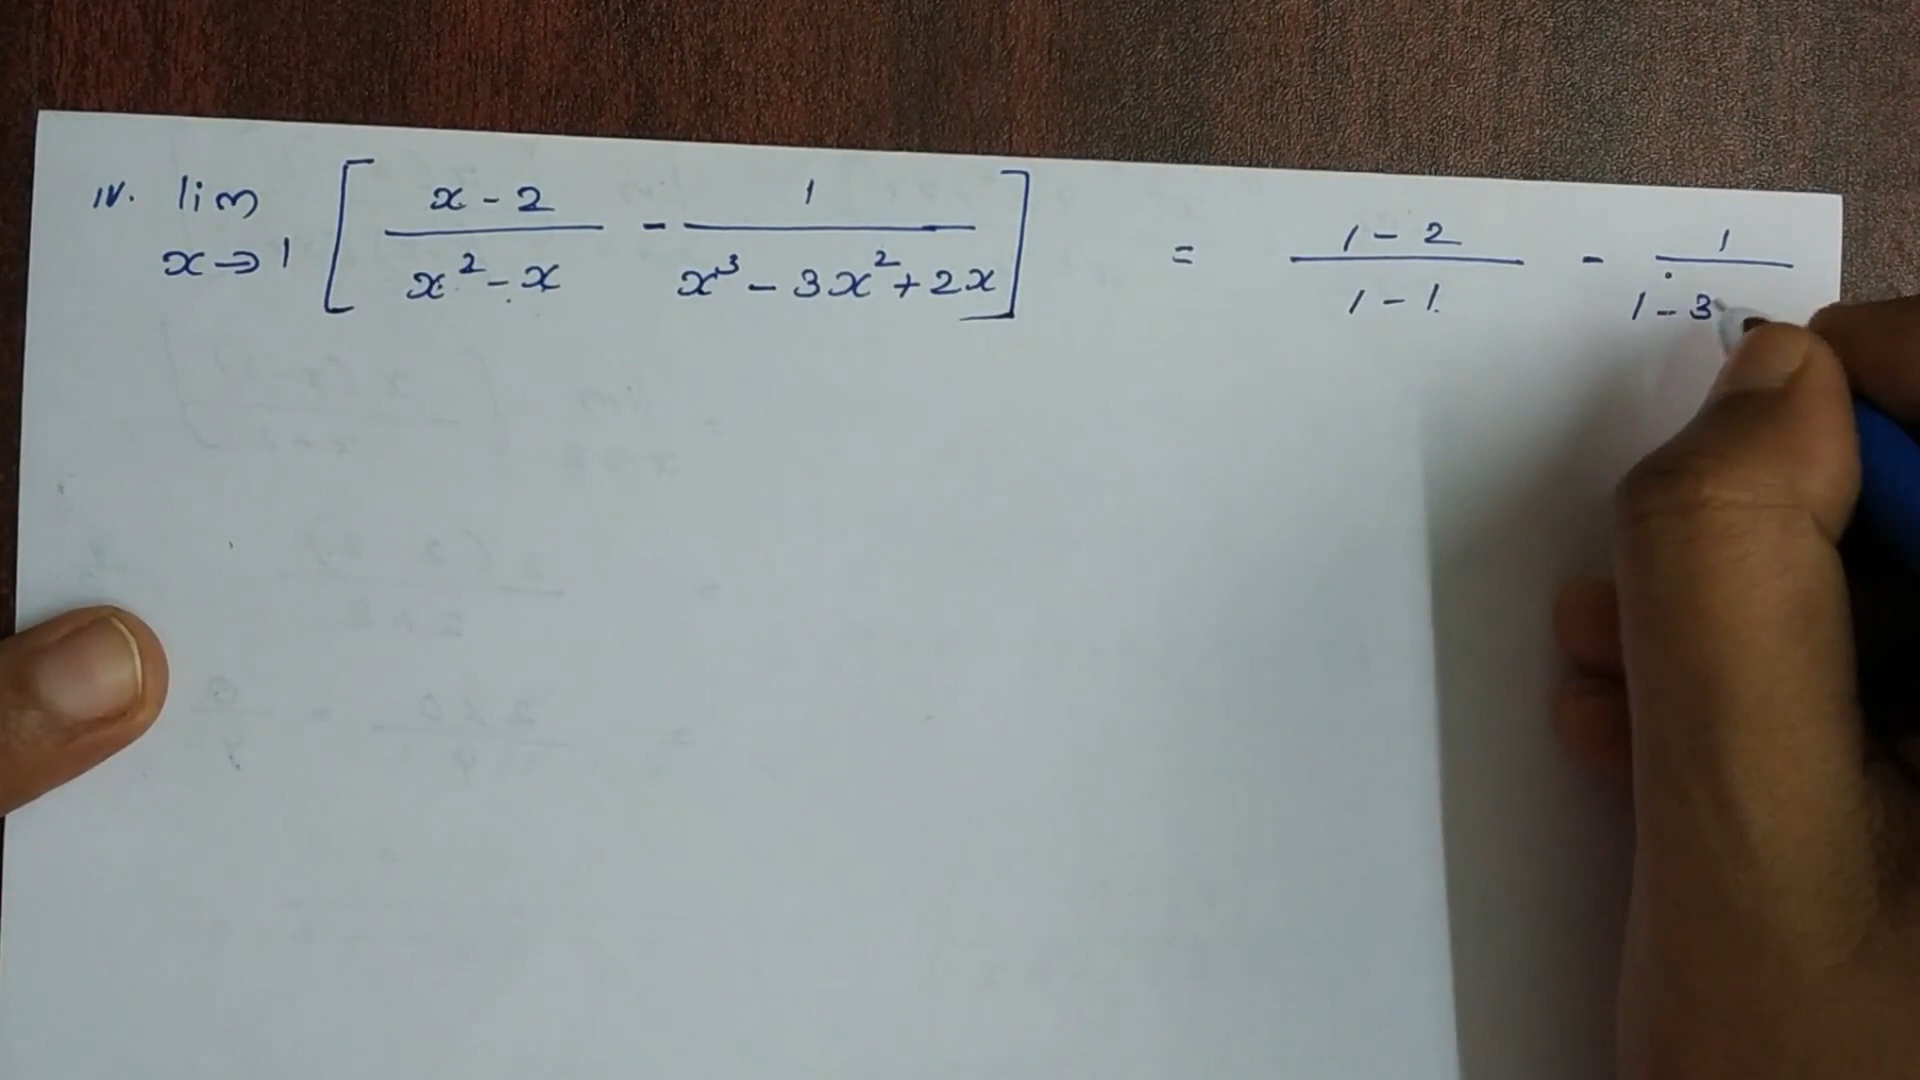 iv. lim x→1 [ (x - 2)/(x² - x) - 1/(x³ - 3x² + 2x) ] = (1 - 2)/(1 - 1) - 1/(1 - 3